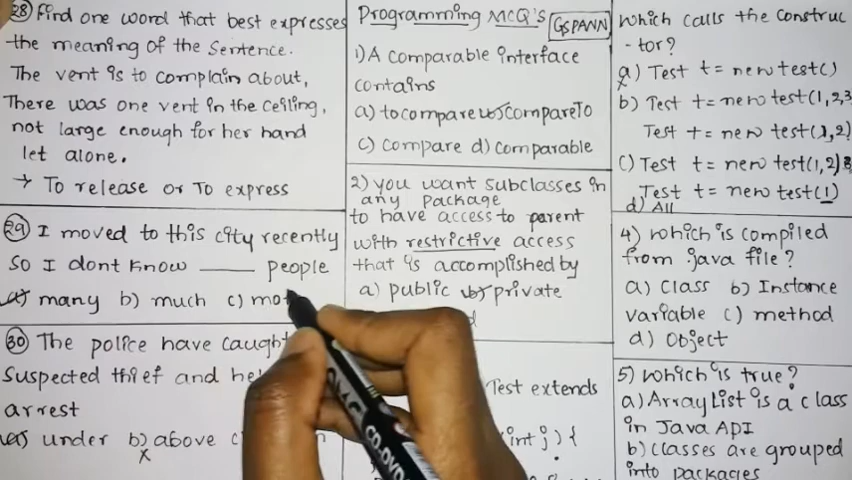 28) Find one word that best expresses
the meaning of the Sentence.
The vent is to complain about,
There was one vent in the ceiling,
not large enough for her hand
let alone.
→ To release or To express
29) I moved to this city recently
so I dont know ____ people
a) many b) much c) mo
30) The police have caught
Suspected thief and he
arrest
a) under b) above c
Programming MCQ's GSPANN
1) A comparable interface
contains
a) tocompare b) compareTo
c) compare d) comparable
2) you want subclasses in
any package
to have access to parent
with restrictive access
that is accomplished by
a) public b) private
Test extends
(int j) {
which calls the construc
-tor?
a) Test t = new test()
b) Test t = new test(1,2,3
Test t = new test(1,2)
c) Test t = new test(1,2)
Test t = new test(1)
d) All
4) which is compiled
from java file?
a) Class b) Instance
variable c) method
d) Object
5) which is true?
a) ArrayList is a class
in Java API
b) classes are grouped
into packages